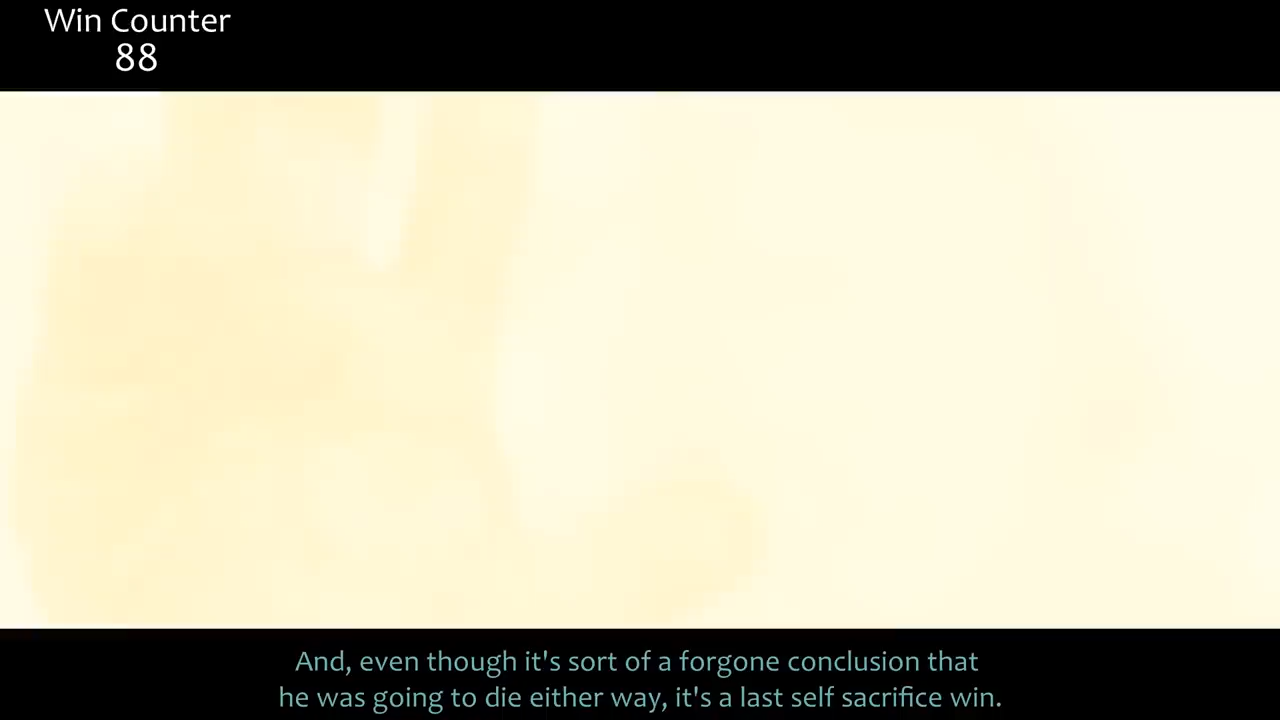 Win Counter
88
And, even though it's sort of a forgone conclusion that
he was going to die either way, it's a last self sacrifice win.